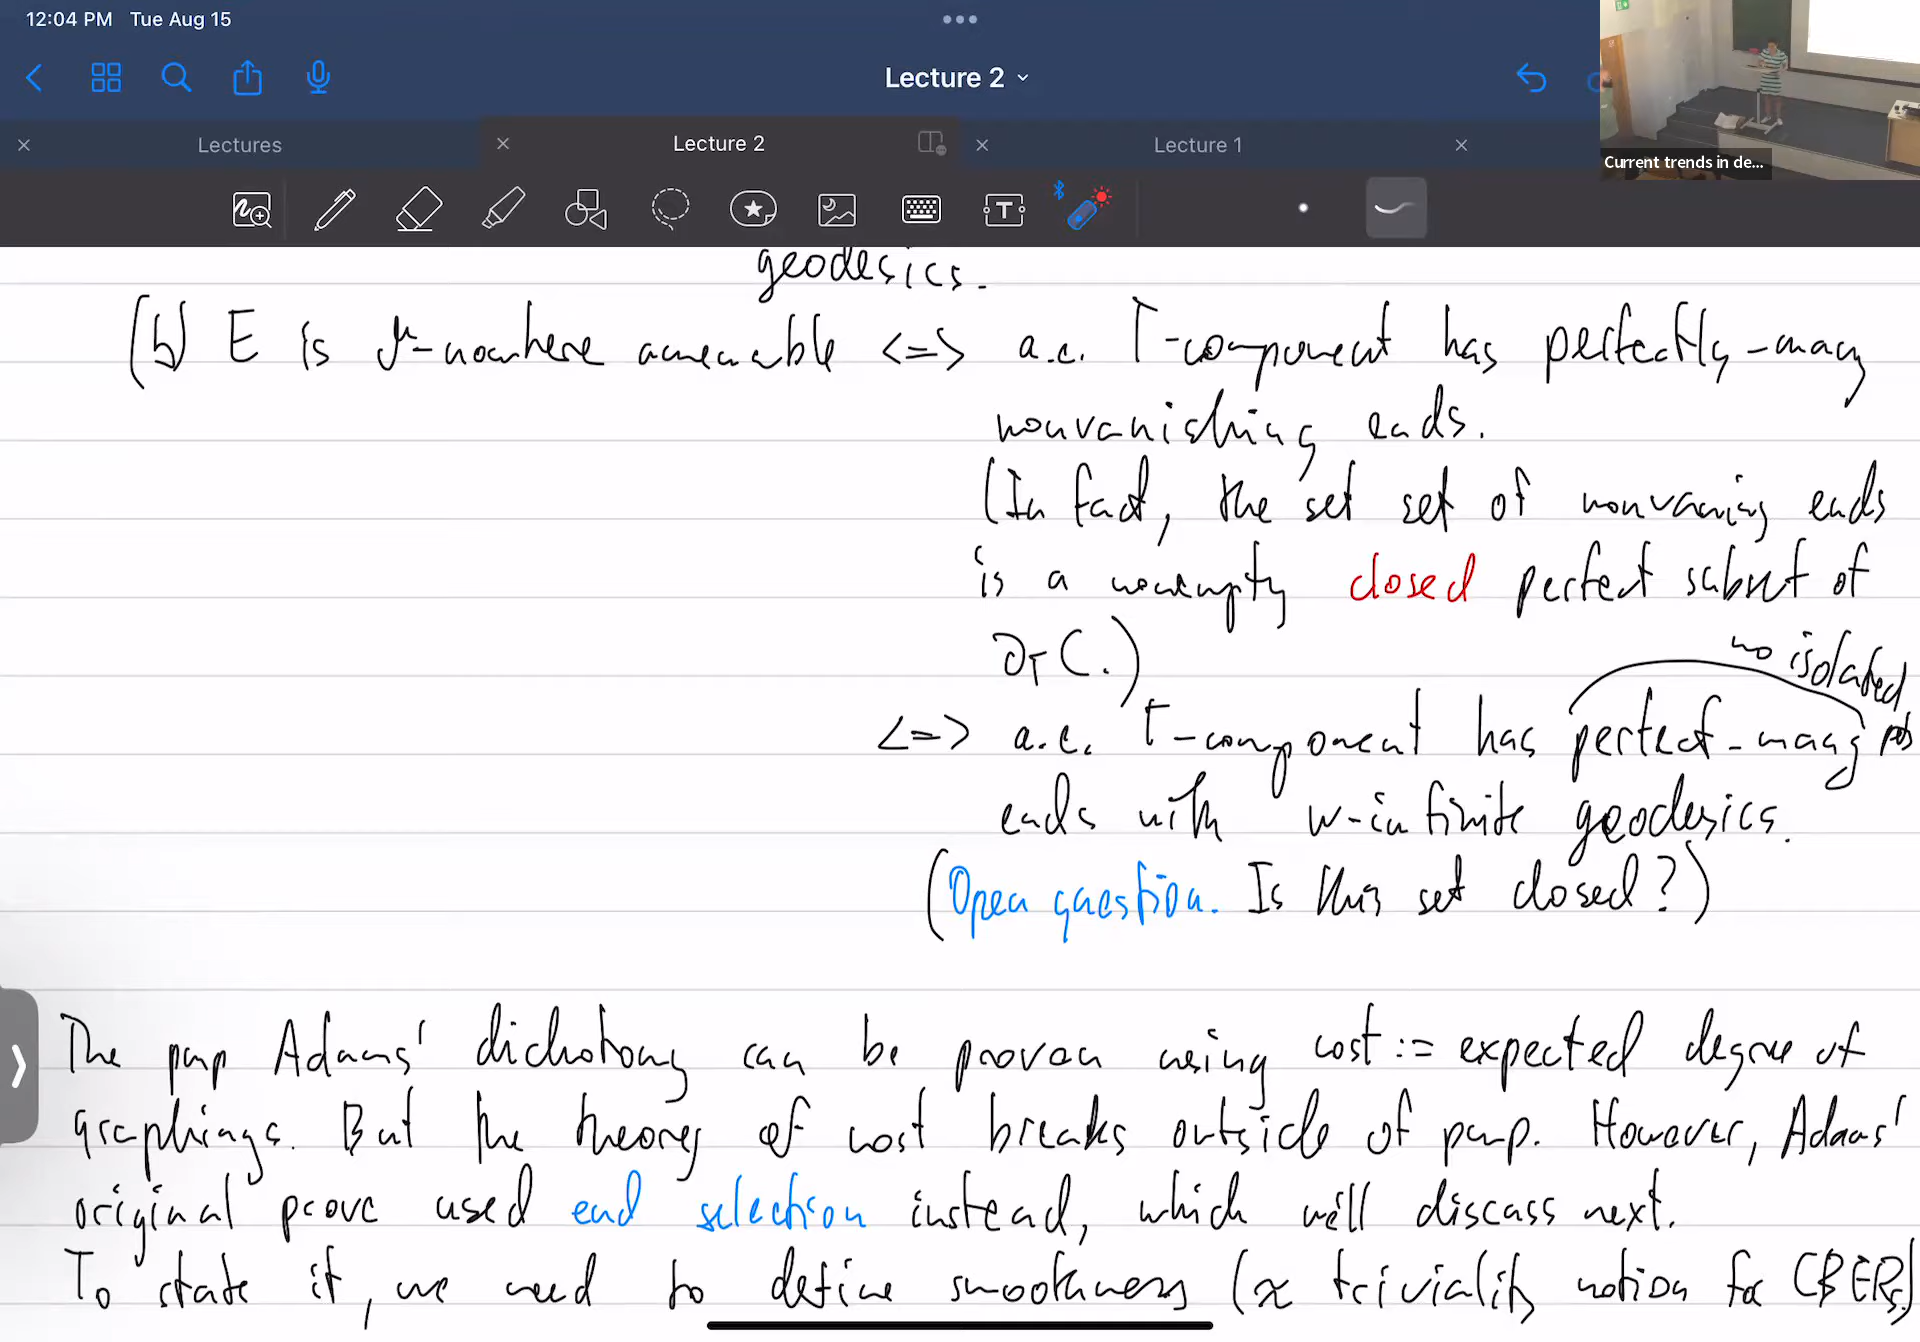 12:04 PM Tue Aug 15
Lecture 2
Lectures
Lecture 2
Lecture 1
Current trends in de...
geodesics.
(b) E is μ-nowhere amenable <=> a.e. T-component has perfectly-many
nonvanishing ends.
(In fact, the set set of nonvaning ends
is a nonempty closed perfect subset of
∂_T C.)
no isolated
pts
<=> a.e. T-component has perfect-many
ends with w-infinite geodesics.
(Open question. Is this set closed?)
The pmp Adams' dichotomy can be proven using cost := expected degree of
graphings. But the theory of cost breaks outside of pmp. However, Adams'
original prove used end selection instead, which we'll discuss next.
To state it, we need to define smoothness (≈ triviality notion for CBERs)